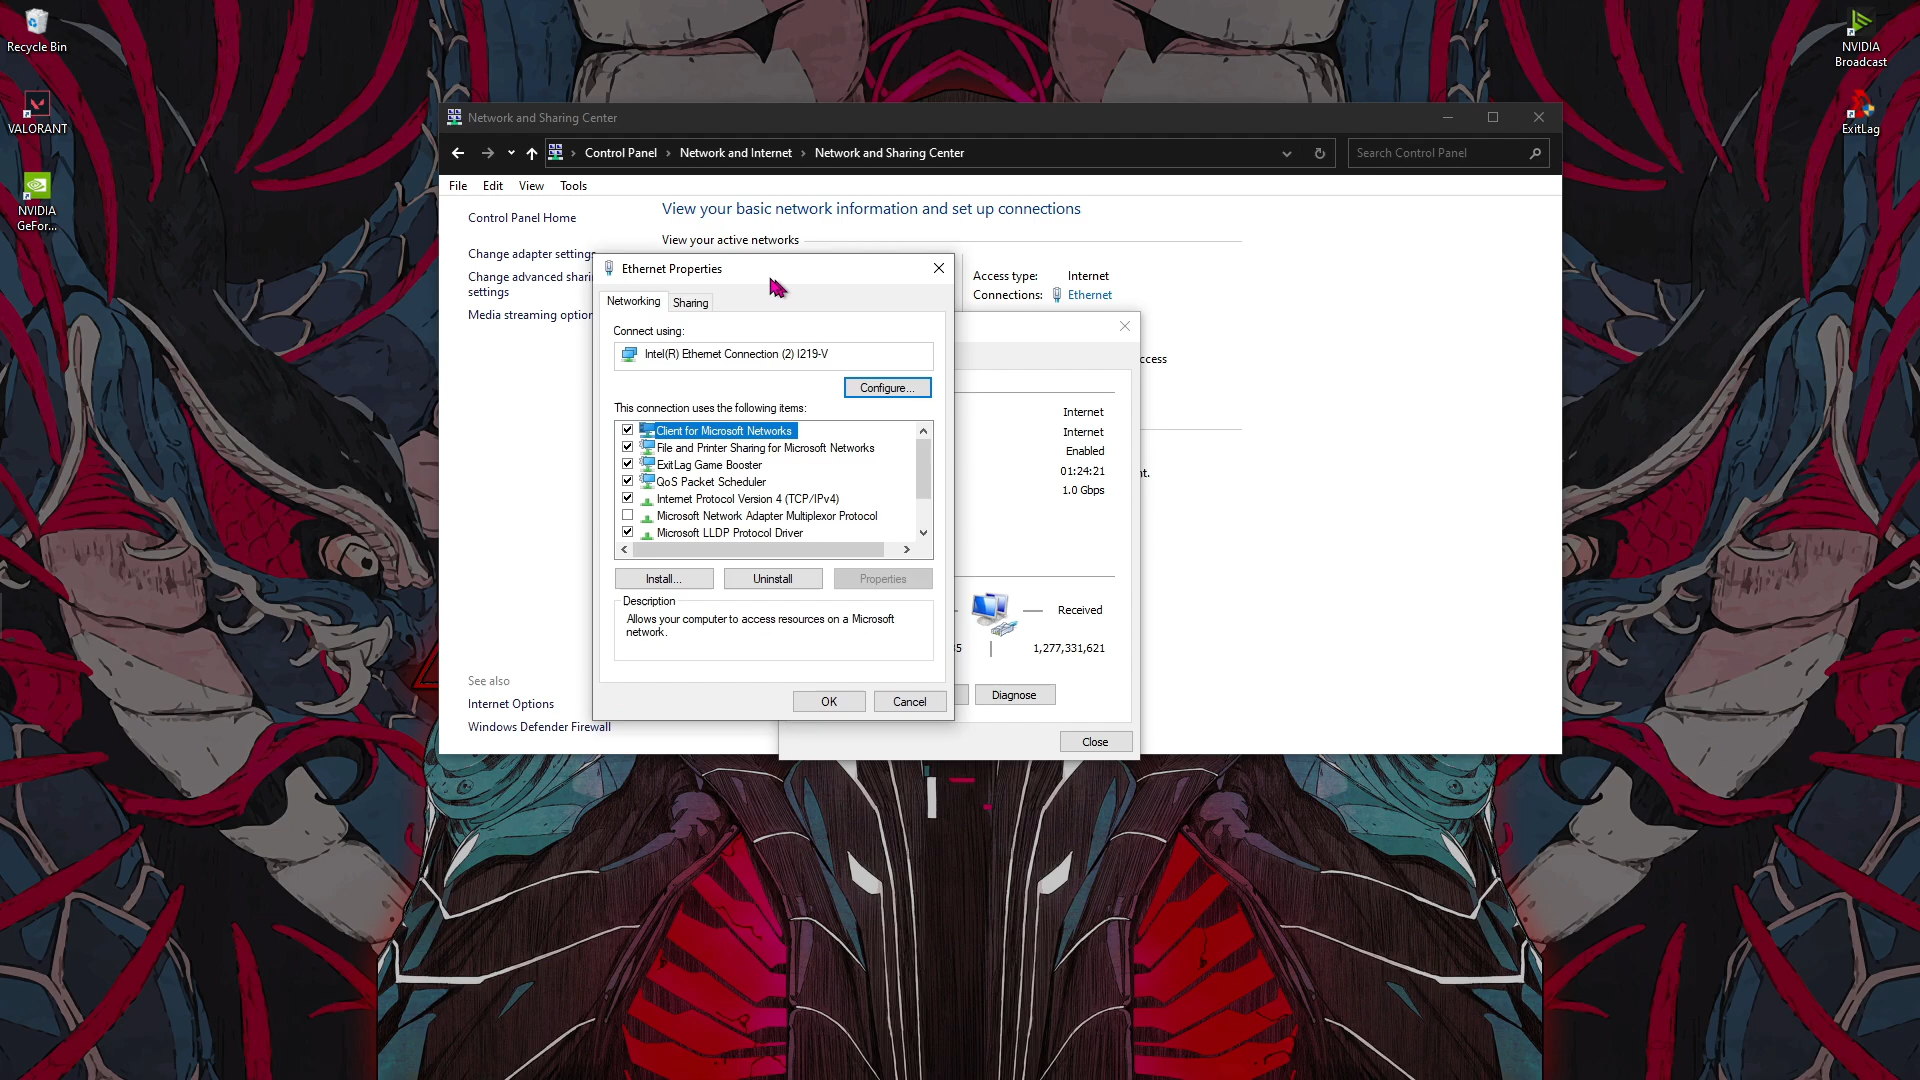 Recycle Bin
VALORANT
NVIDIA
GeFor...
NVIDIA
Broadcast
ExitLag
Network and Sharing Center
Control Panel
Network and Internet
Network and Sharing Center
Search Control Panel
File
Edit
View
Tools
Control Panel Home
Change adapter settings
Change advanced shari
settings
Media streaming option
See also
Internet Options
Windows Defender Firewall
View your basic network information and set up connections
View your active networks
Access type:
Internet
Connections:
Ethernet
ccess
Ethernet Properties
Networking
Sharing
Connect using:
Intel(R) Ethernet Connection (2) I219-V
Configure...
This connection uses the following items:
Client for Microsoft Networks
File and Printer Sharing for Microsoft Networks
ExitLag Game Booster
QoS Packet Scheduler
Internet Protocol Version 4 (TCP/IPv4)
Microsoft Network Adapter Multiplexor Protocol
Microsoft LLDP Protocol Driver
Install...
Uninstall
Properties
Description
Allows your computer to access resources on a Microsoft
network.
OK
Cancel
Internet
Internet
Enabled
01:24:21
1.0 Gbps
Received
1,277,331,621
Diagnose
Close